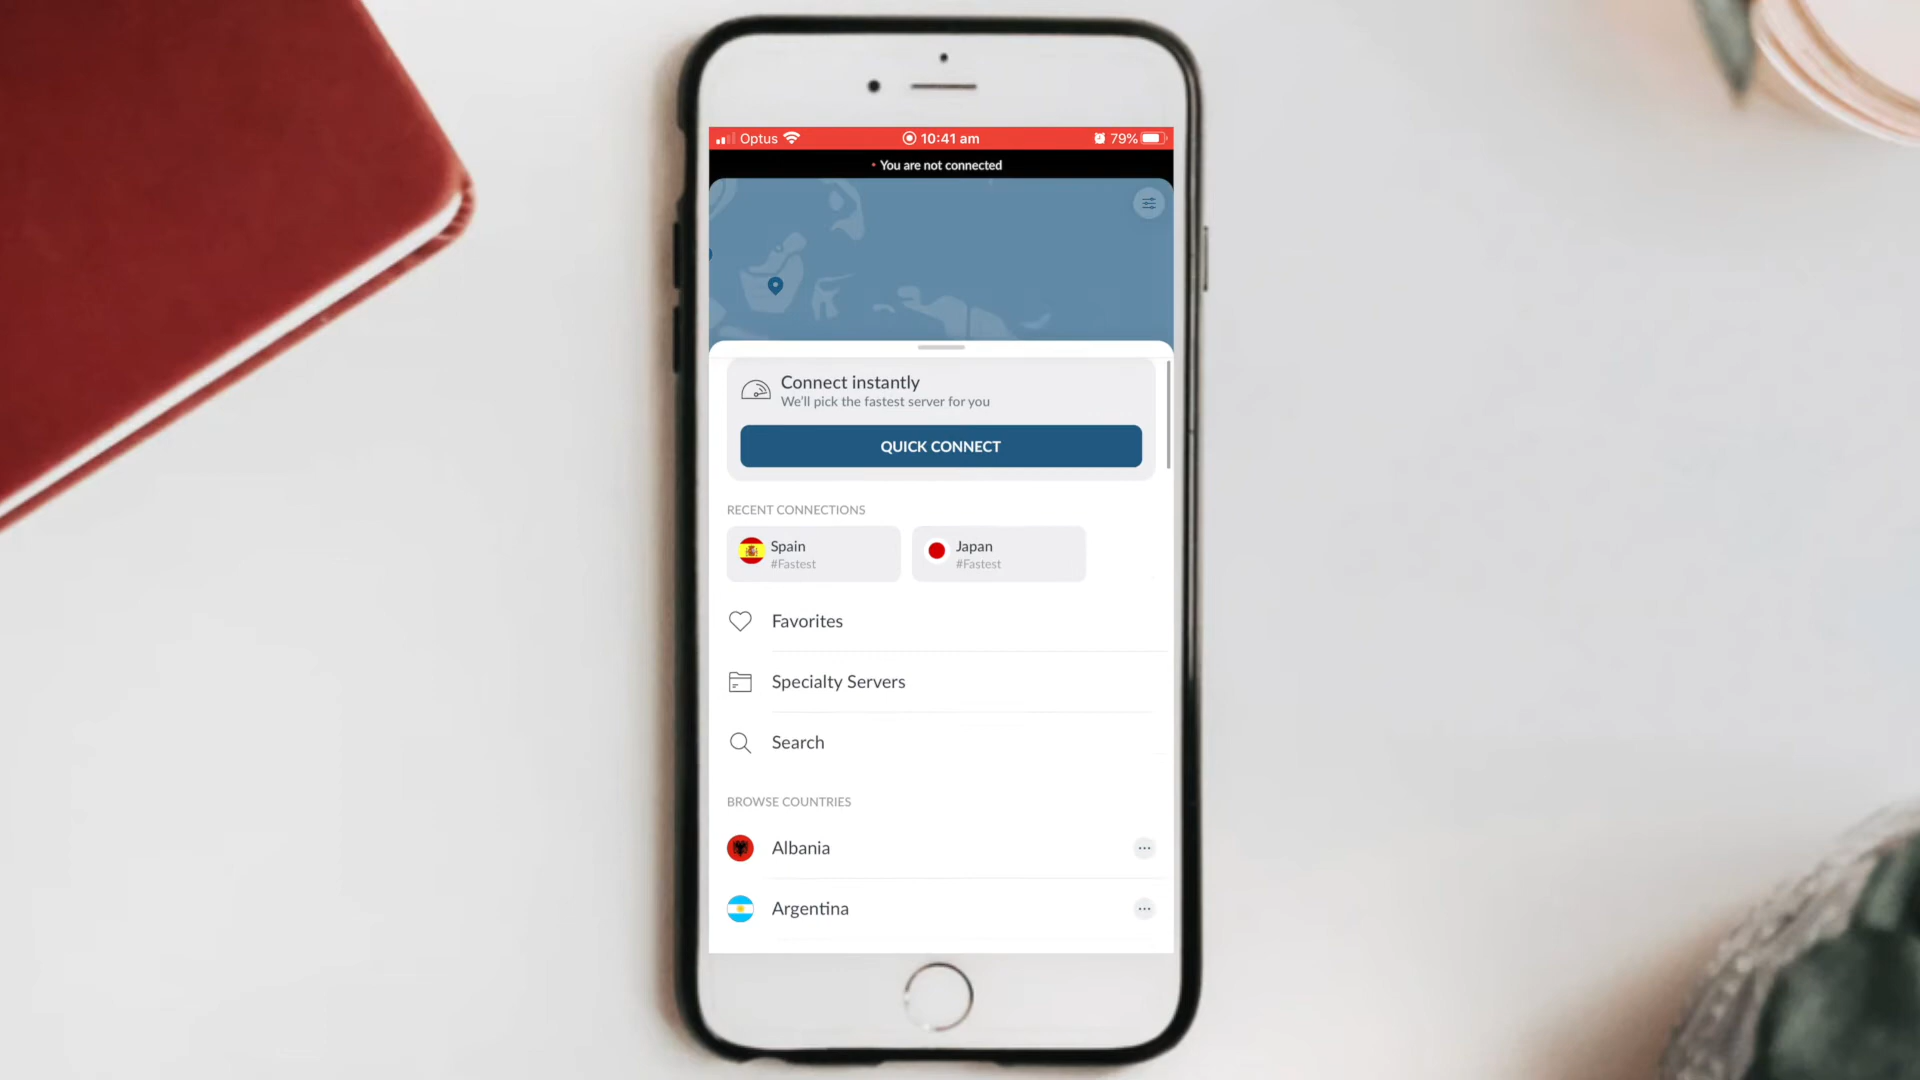 Optus
10:41 am
79%
You are not connected
Connect instantly
We'll pick the fastest server for you
QUICK CONNECT
RECENT CONNECTIONS
Spain
#Fastest
Japan
#Fastest
Favorites
Specialty Servers
Search
BROWSE COUNTRIES
Albania
Argentina